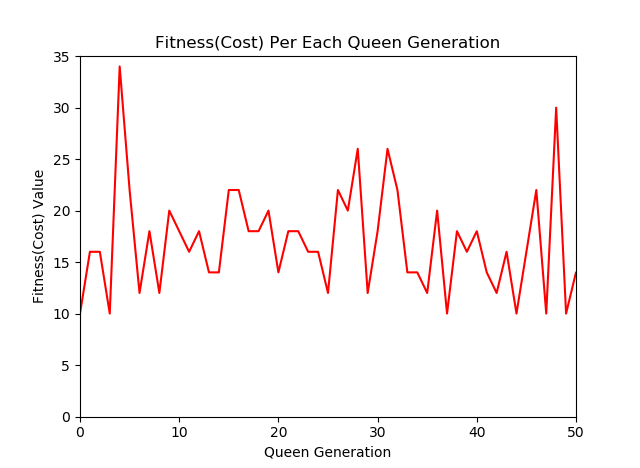 Fitness(Cost) Per Each Queen Generation
35
30
25
20
15
10
5
0
Fitness(Cost) Value
0 10 20 30 40 50
Queen Generation